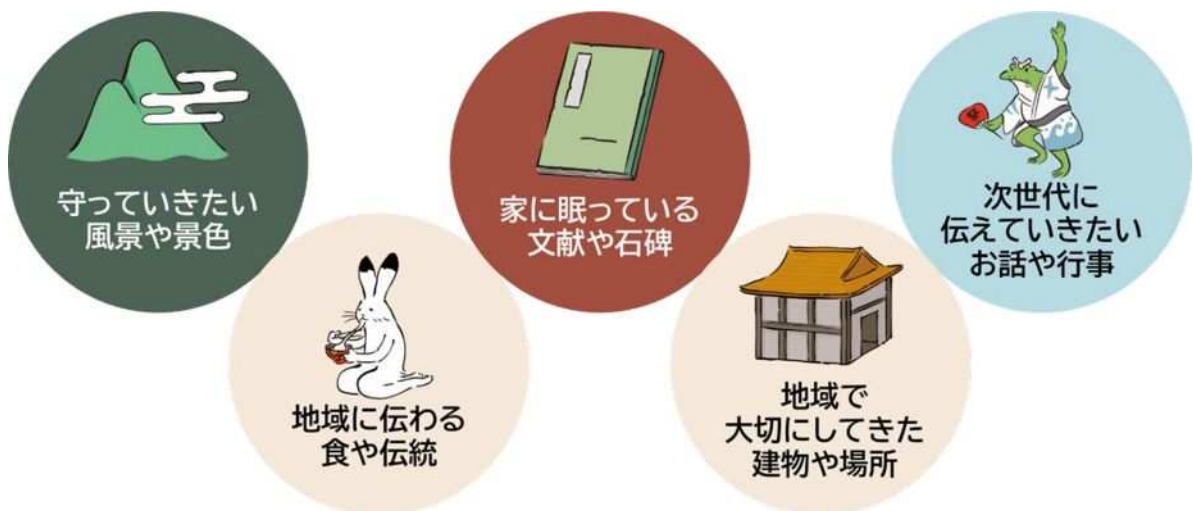 守っていきたい
風景や景色
地域に伝わる
食や伝統
家に眠っている
文献や石碑
地域で
大切にしてきた
建物や場所
次世代に
伝えていきたい
お話や行事